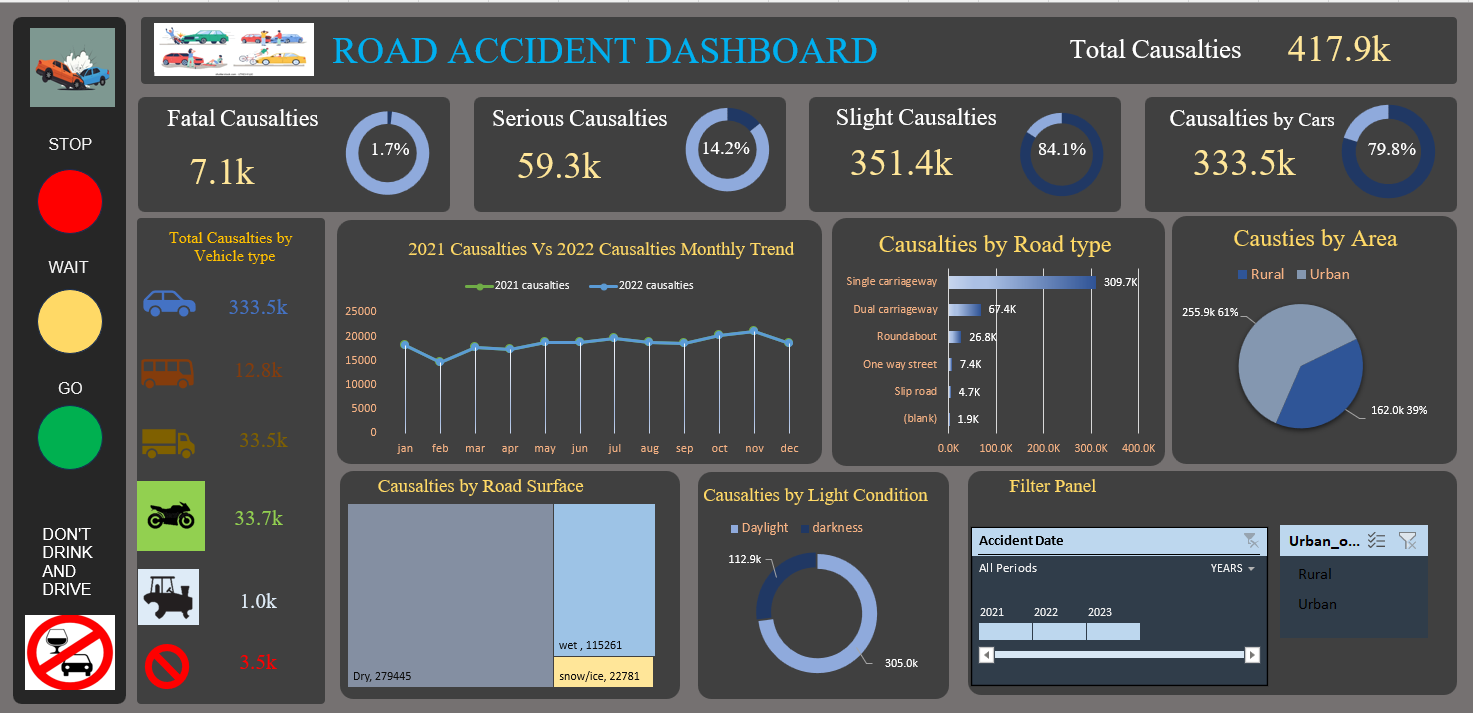 ROAD ACCIDENT DASHBOARD
Total Causalties
417.9k
STOP
WAIT
GO
DON'T
DRINK
AND
DRIVE
Fatal Causalties
7.1k
1.7%
Serious Causalties
59.3k
14.2%
Slight Causalties
351.4k
84.1%
Causalties by Cars
333.5k
79.8%
Total Causalties by
Vehicle type
333.5k
12.8k
33.5k
33.7k
1.0k
3.5k
2021 Causalties Vs 2022 Causalties Monthly Trend
2021 causalties
2022 causalties
25000
20000
15000
10000
5000
0
jan feb mar apr may jun jul aug sep oct nov dec
Causalties by Road type
Single carriageway 309.7K
Dual carriageway 67.4K
Roundabout 26.8K
One way street 7.4K
Slip road 4.7K
(blank) 1.9K
0.0K 100.0K 200.0K 300.0K 400.0K
Causties by Area
Rural Urban
255.9k 61%
162.0k 39%
Causalties by Road Surface
Dry, 279445
wet , 115261
snow/ice, 22781
Causalties by Light Condition
Daylight darkness
112.9k
305.0k
Filter Panel
Accident Date
All Periods YEARS
2021 2022 2023
Urban_o...
Rural
Urban